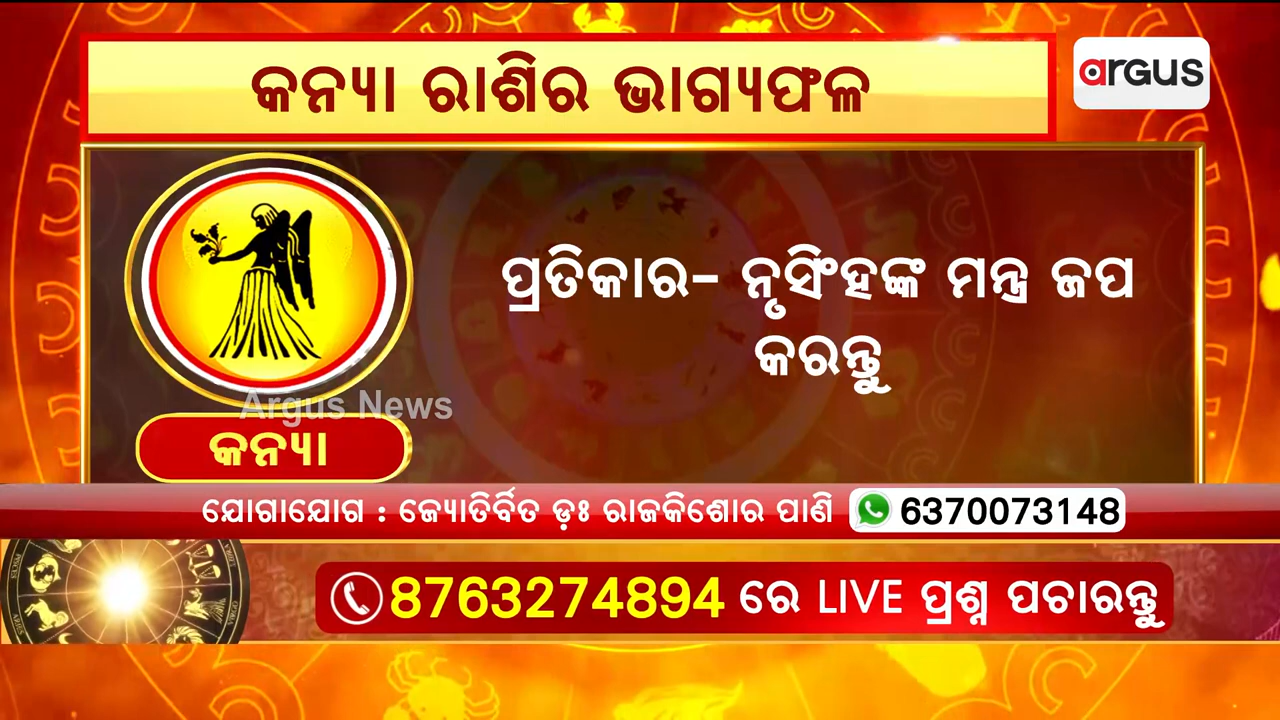 କନ୍ୟା ରାଶିର ଭାଗ୍ୟଫଳ
argus
ପ୍ରତିକାର- ନୃସିଂହଙ୍କ ମନ୍ତ୍ର ଜପ
କରନ୍ତୁ
Argus News
କନ୍ୟା
ଯୋଗାଯୋଗ : ଜ୍ୟୋତିର୍ବିତ ଡ଼ଃ ରାଜକିଶୋର ପାଣି 6370073148
8763274894 ରେ LIVE ପ୍ରଶ୍ନ ପଚାରନ୍ତୁ